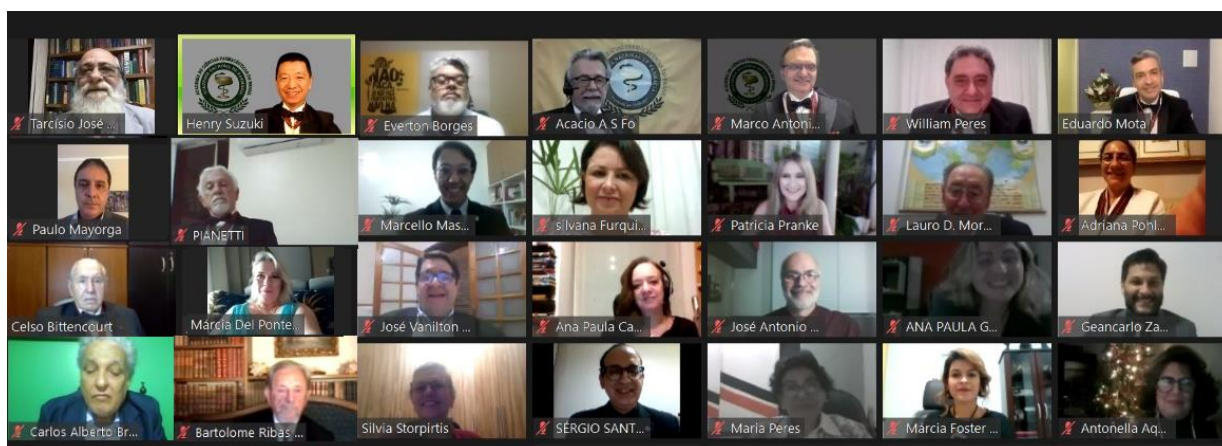 Tarcísio José ...
Henry Suzuki
Everton Borges
Acacio A S Fo
Marco Antoni...
William Peres
Eduardo Mota
Paulo Mayorga
PIANETTI
Marcello Mas...
silvana Furqui...
Patricia Pranke
Lauro D. Mor...
Adriana Pohl...
Celso Bittencourt
Márcia Del Ponte...
José Vanilton ...
Ana Paula Ca...
José Antonio ...
ANA PAULA G...
Geancarlo Za...
Carlos Alberto Br...
Bartolome Ribas ...
Silvia Storpirtis
SÉRGIO SANT...
Maria Peres
Márcia Foster ...
Antonella Aq...